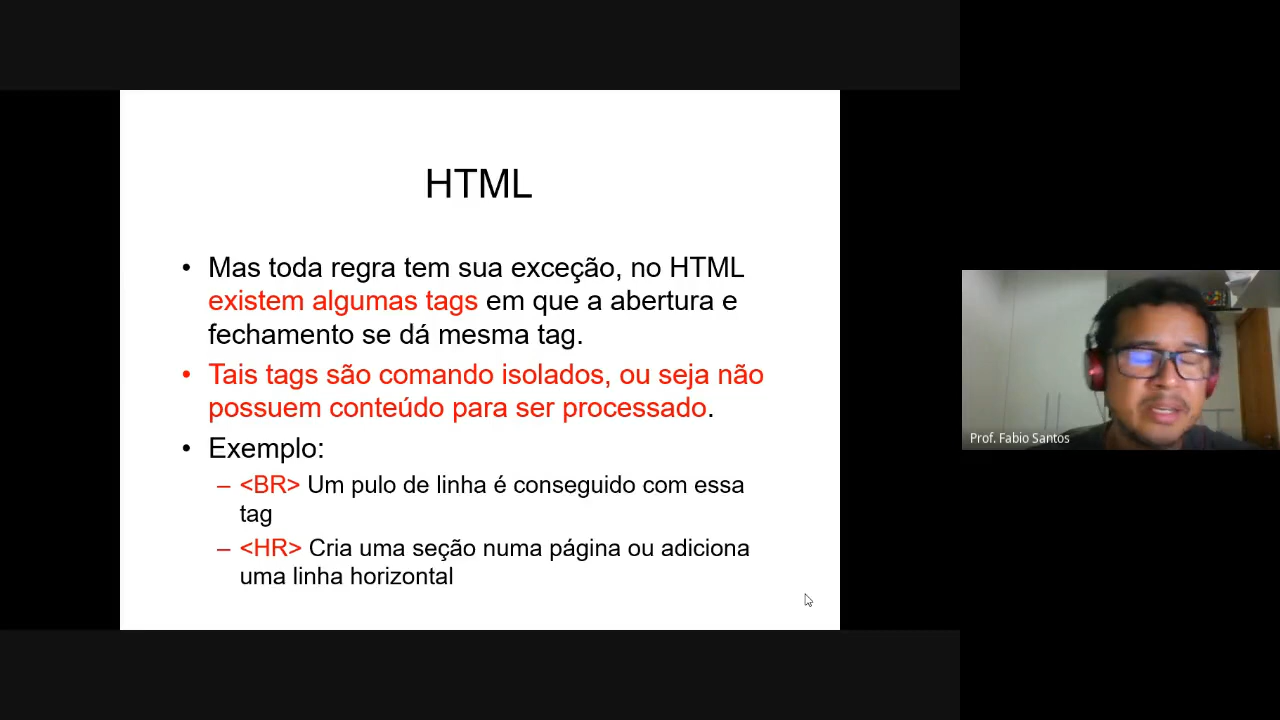 HTML
• Mas toda regra tem sua exceção, no HTML
existem algumas tags em que a abertura e
fechamento se dá mesma tag.
• Tais tags são comando isolados, ou seja não
possuem conteúdo para ser processado.
• Exemplo:
– <BR> Um pulo de linha é conseguido com essa
tag
– <HR> Cria uma seção numa página ou adiciona
uma linha horizontal
Prof. Fabio Santos